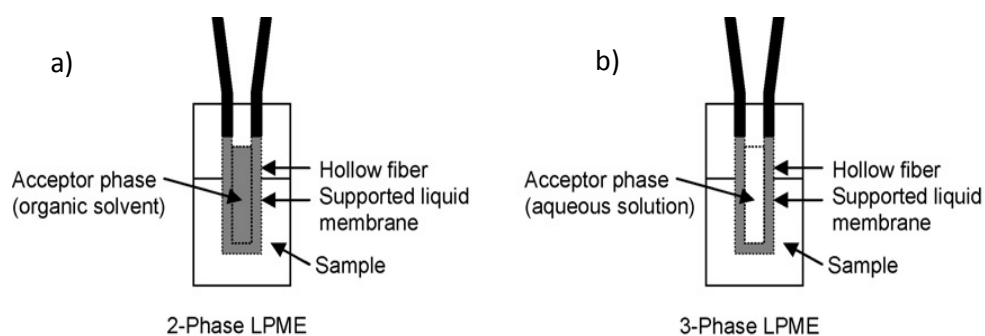 a)
Acceptor phase
(organic solvent)
Hollow fiber
Supported liquid
membrane
Sample
2-Phase LPME
b)
Acceptor phase
(aqueous solution)
Hollow fiber
Supported liquid
membrane
Sample
3-Phase LPME